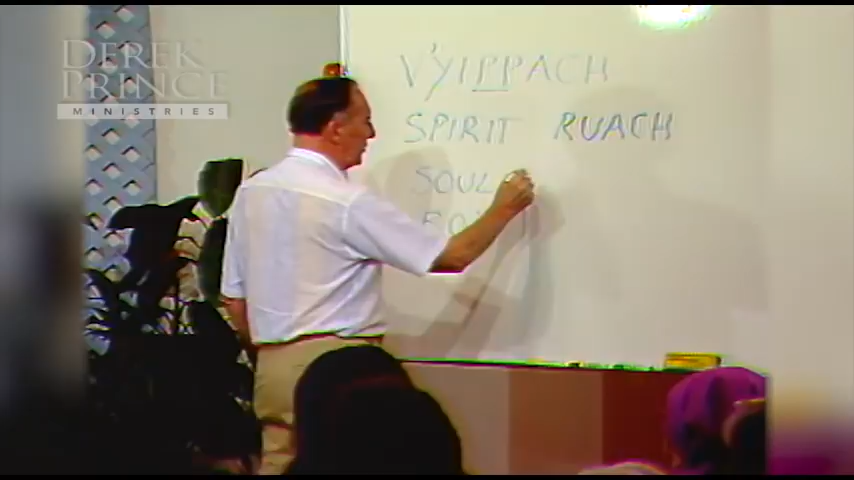 DEREK
PRINCE
MINISTRIES
V'YIPPACH
SPIRIT RUACH
SOUL